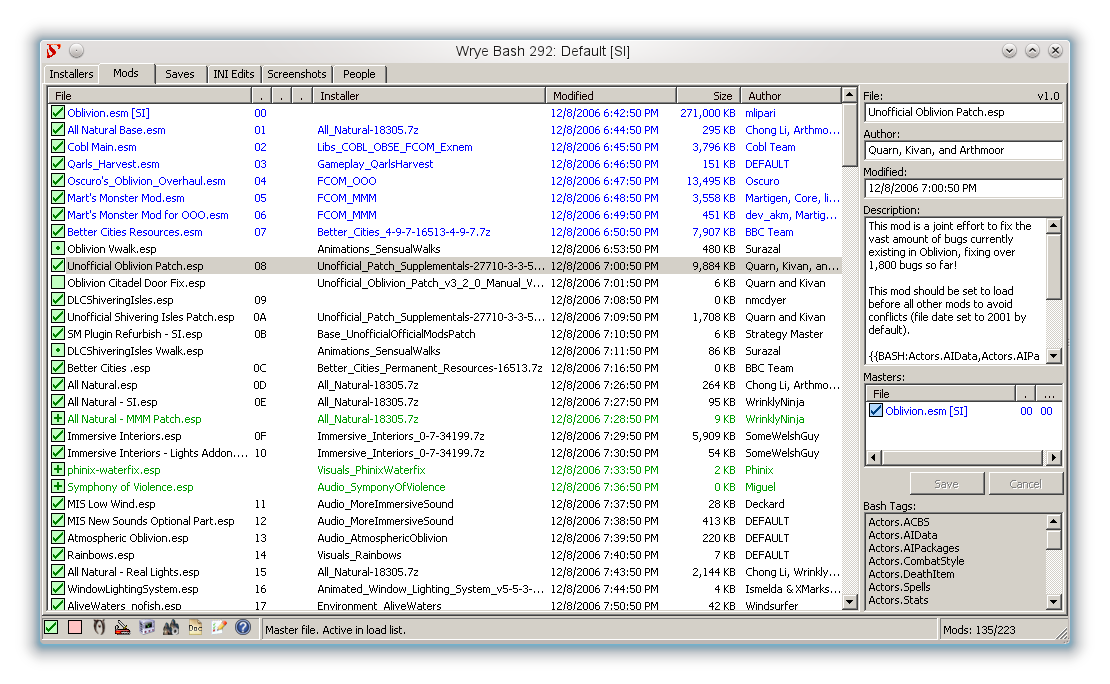 Wrye Bash 292: Default [SI]
Installers Mods Saves INI Edits Screenshots People
File . . . Installer Modified Size Author
Oblivion.esm [SI] 00 12/8/2006 6:42:50 PM 271,000 KB mlipari
All Natural Base.esm 01 All_Natural-18305.7z 12/8/2006 6:44:50 PM 295 KB Chong Li, Arthmo...
Cobl Main.esm 02 Libs_COBL_OBSE_FCOM_Exnem 12/8/2006 6:45:50 PM 3,796 KB Cobl Team
Qarls_Harvest.esm 03 Gameplay_QarlsHarvest 12/8/2006 6:46:50 PM 151 KB DEFAULT
Oscuro's_Oblivion_Overhaul.esm 04 FCOM_OOO 12/8/2006 6:47:50 PM 13,495 KB Oscuro
Mart's Monster Mod.esm 05 FCOM_MMM 12/8/2006 6:48:50 PM 3,558 KB Martigen, Core, li...
Mart's Monster Mod for OOO.esm 06 FCOM_MMM 12/8/2006 6:49:50 PM 451 KB dev_akm, Martig...
Better Cities Resources.esm 07 Better_Cities_4-9-7-16513-4-9-7.7z 12/8/2006 6:50:50 PM 7,907 KB BBC Team
Oblivion Vwalk.esp Animations_SensualWalks 12/8/2006 6:53:50 PM 480 KB Surazal
Unofficial Oblivion Patch.esp 08 Unofficial_Patch_Supplementals-27710-3-3-5... 12/8/2006 7:00:50 PM 9,884 KB Quarn, Kivan, an...
Oblivion Citadel Door Fix.esp Unofficial_Oblivion_Patch_v3_2_0_Manual_V... 12/8/2006 7:01:50 PM 6 KB Quarn and Kivan
DLCShiveringIsles.esp 09 12/8/2006 7:08:50 PM 0 KB nmcdyer
Unofficial Shivering Isles Patch.esp 0A Unofficial_Patch_Supplementals-27710-3-3-5... 12/8/2006 7:09:50 PM 1,708 KB Quarn and Kivan
SM Plugin Refurbish - SI.esp 0B Base_UnofficialOfficialModsPatch 12/8/2006 7:10:50 PM 6 KB Strategy Master
DLCShiveringIsles Vwalk.esp Animations_SensualWalks 12/8/2006 7:11:50 PM 86 KB Surazal
Better Cities .esp 0C Better_Cities_Permanent_Resources-16513.7z 12/8/2006 7:16:50 PM 0 KB BBC Team
All Natural.esp 0D All_Natural-18305.7z 12/8/2006 7:26:50 PM 264 KB Chong Li, Arthmo...
All Natural - SI.esp 0E All_Natural-18305.7z 12/8/2006 7:27:50 PM 95 KB WrinklyNinja
All Natural - MMM Patch.esp All_Natural-18305.7z 12/8/2006 7:28:50 PM 9 KB WrinklyNinja
Immersive Interiors.esp 0F Immersive_Interiors_0-7-34199.7z 12/8/2006 7:29:50 PM 5,909 KB SomeWelshGuy
Immersive Interiors - Lights Addon.... 10 Immersive_Interiors_0-7-34199.7z 12/8/2006 7:30:50 PM 54 KB SomeWelshGuy
phinix-waterfix.esp Visuals_PhinixWaterfix 12/8/2006 7:33:50 PM 2 KB Phinix
Symphony of Violence.esp Audio_SymponyOfViolence 12/8/2006 7:36:50 PM 0 KB Miguel
MIS Low Wind.esp 11 Audio_MoreImmersiveSound 12/8/2006 7:37:50 PM 28 KB Deckard
MIS New Sounds Optional Part.esp 12 Audio_MoreImmersiveSound 12/8/2006 7:38:50 PM 413 KB DEFAULT
Atmospheric Oblivion.esp 13 Audio_AtmosphericOblivion 12/8/2006 7:39:50 PM 220 KB DEFAULT
Rainbows.esp 14 Visuals_Rainbows 12/8/2006 7:40:50 PM 7 KB DEFAULT
All Natural - Real Lights.esp 15 All_Natural-18305.7z 12/8/2006 7:43:50 PM 2,144 KB Chong Li, Wrinkly...
WindowLightingSystem.esp 16 Animated_Window_Lighting_System_v5-5-3-... 12/8/2006 7:44:50 PM 4 KB Ismelda & XMarks...
AliveWaters_nofish.esp 17 Environment_AliveWaters 12/8/2006 7:50:50 PM 42 KB Windsurfer
File: v1.0
Unofficial Oblivion Patch.esp
Author:
Quarn, Kivan, and Arthmoor
Modified:
12/8/2006 7:00:50 PM
Description:
This mod is a joint effort to fix the
vast amount of bugs currently
existing in Oblivion, fixing over
1,800 bugs so far!
This mod should be set to load
before all other mods to avoid
conflicts (file date set to 2001 by
default).
{{BASH:Actors.AIData,Actors.AIPa
Masters:
File . ...
Oblivion.esm [SI] 00 00
Save Cancel
Bash Tags:
Actors.ACBS
Actors.AIData
Actors.AIPackages
Actors.CombatStyle
Actors.DeathItem
Actors.Spells
Actors.Stats
Doc ? Master file. Active in load list. Mods: 135/223